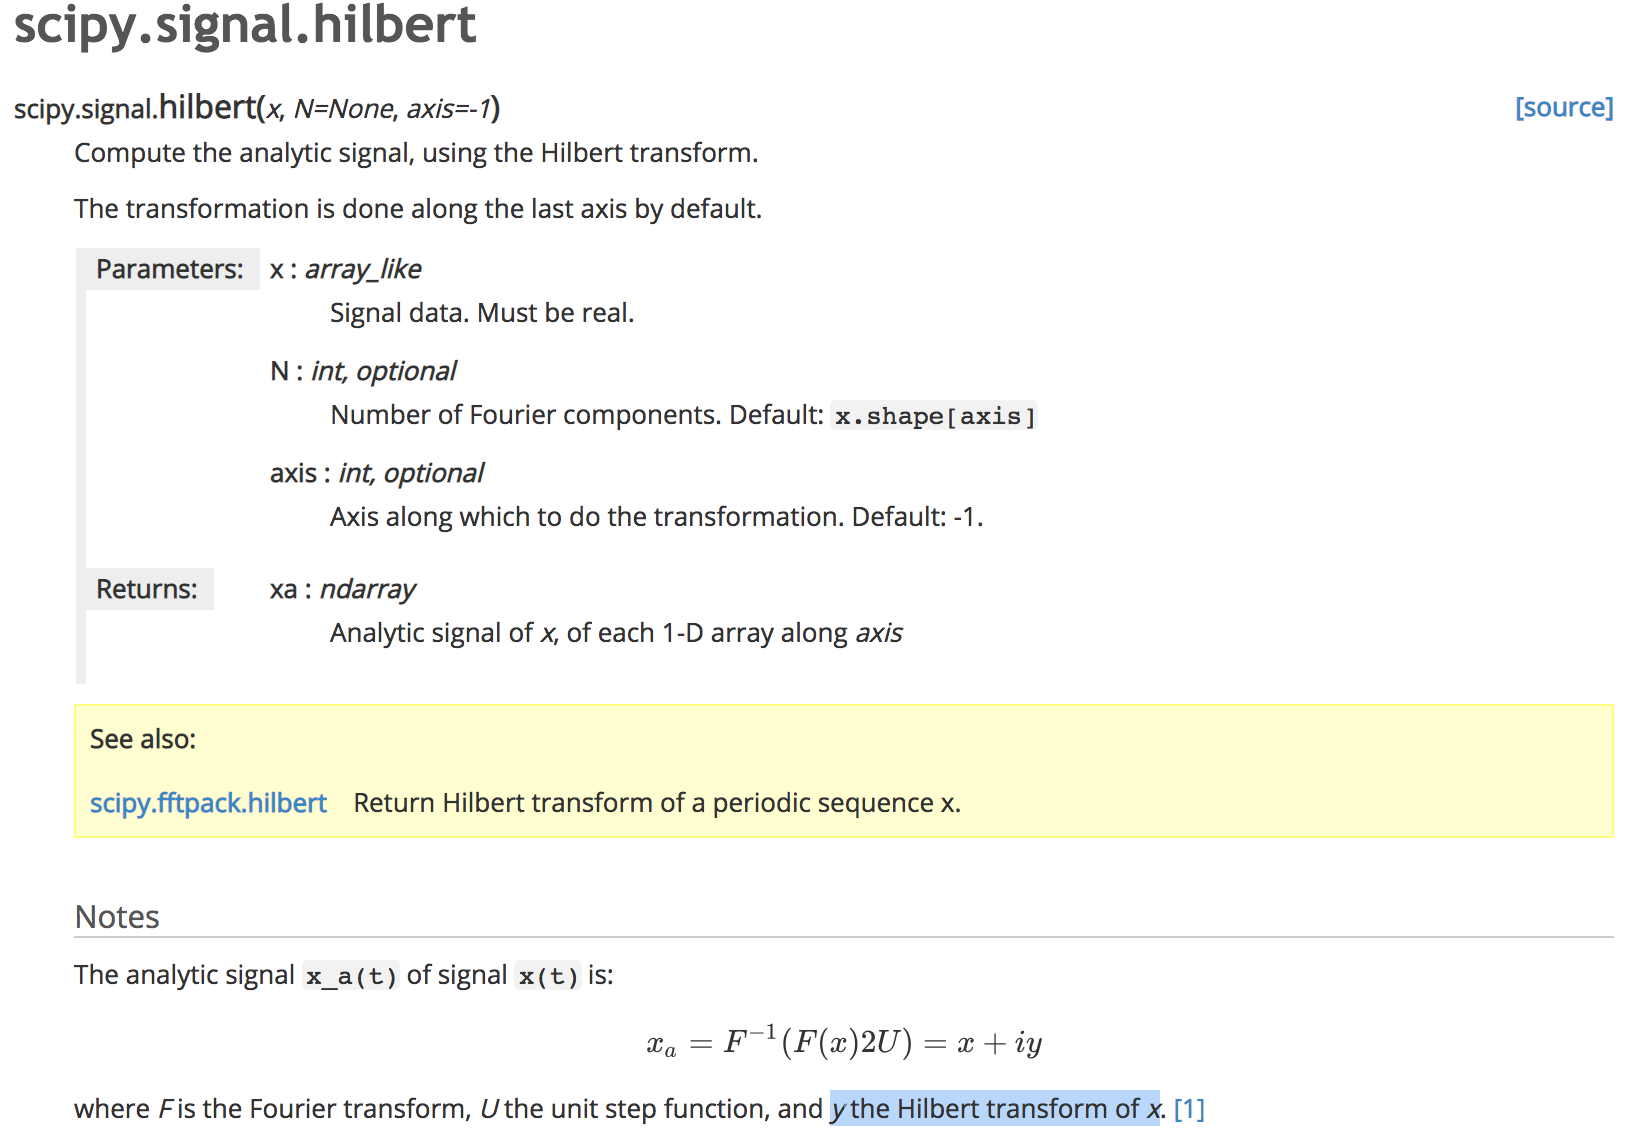 scipy.signal.hilbert
scipy.signal.hilbert(x, N=None, axis=-1) [source]
Compute the analytic signal, using the Hilbert transform.
The transformation is done along the last axis by default.
Parameters: x : array_like
Signal data. Must be real.
N : int, optional
Number of Fourier components. Default: x.shape[axis]
axis : int, optional
Axis along which to do the transformation. Default: -1.
Returns: xa : ndarray
Analytic signal of x, of each 1-D array along axis
See also:
scipy.fftpack.hilbert Return Hilbert transform of a periodic sequence x.
Notes
The analytic signal x_a(t) of signal x(t) is:
xₐ = F⁻¹(F(x)2U) = x + iy
where F is the Fourier transform, U the unit step function, and y the Hilbert transform of x. [1]